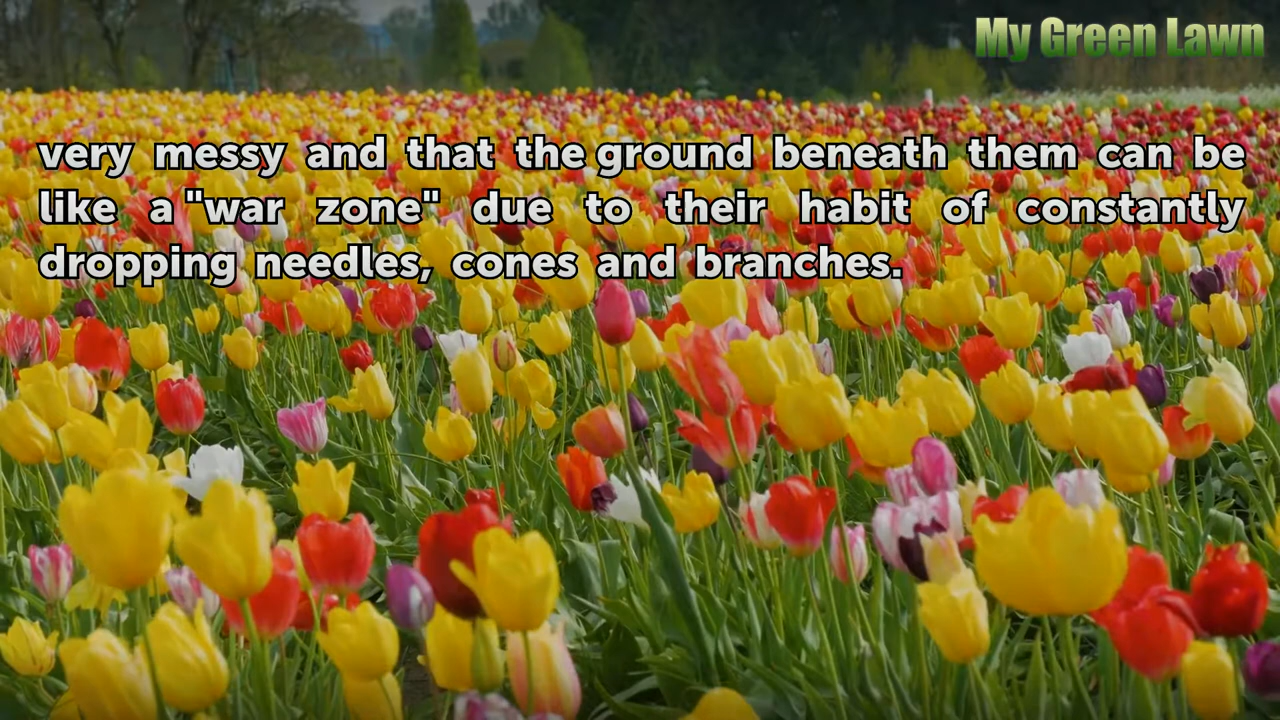 My Green Lawn
very messy and that the ground beneath them can be
like a "war zone" due to their habit of constantly
dropping needles, cones and branches.